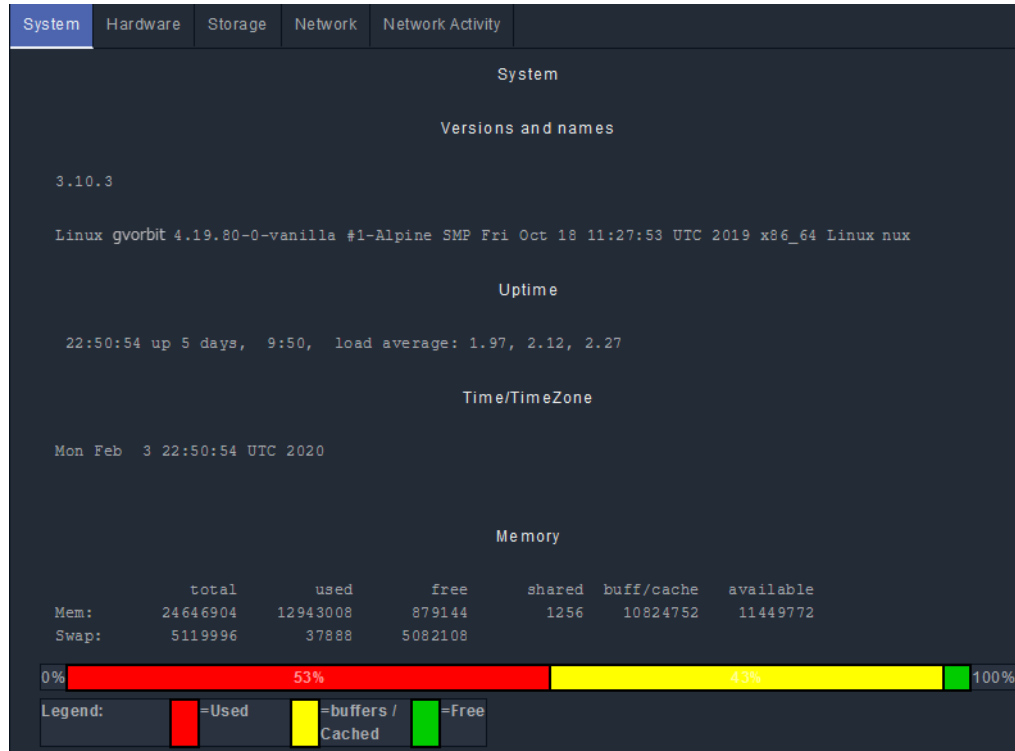 System Hardware Storage Network Network Activity
System
Versions and names
3.10.3
Linux gvorbit 4.19.80-0-vanilla #1-Alpine SMP Fri Oct 18 11:27:53 UTC 2019 x86_64 Linux nux
Uptime
22:50:54 up 5 days, 9:50, load average: 1.97, 2.12, 2.27
Time/TimeZone
Mon Feb 3 22:50:54 UTC 2020
Memory
total used free shared buff/cache available
Mem: 24646904 12943008 879144 1256 10824752 11449772
Swap: 5119996 37888 5082108
0% 53% 43% 100%
Legend: =Used =buffers / =Free
Cached